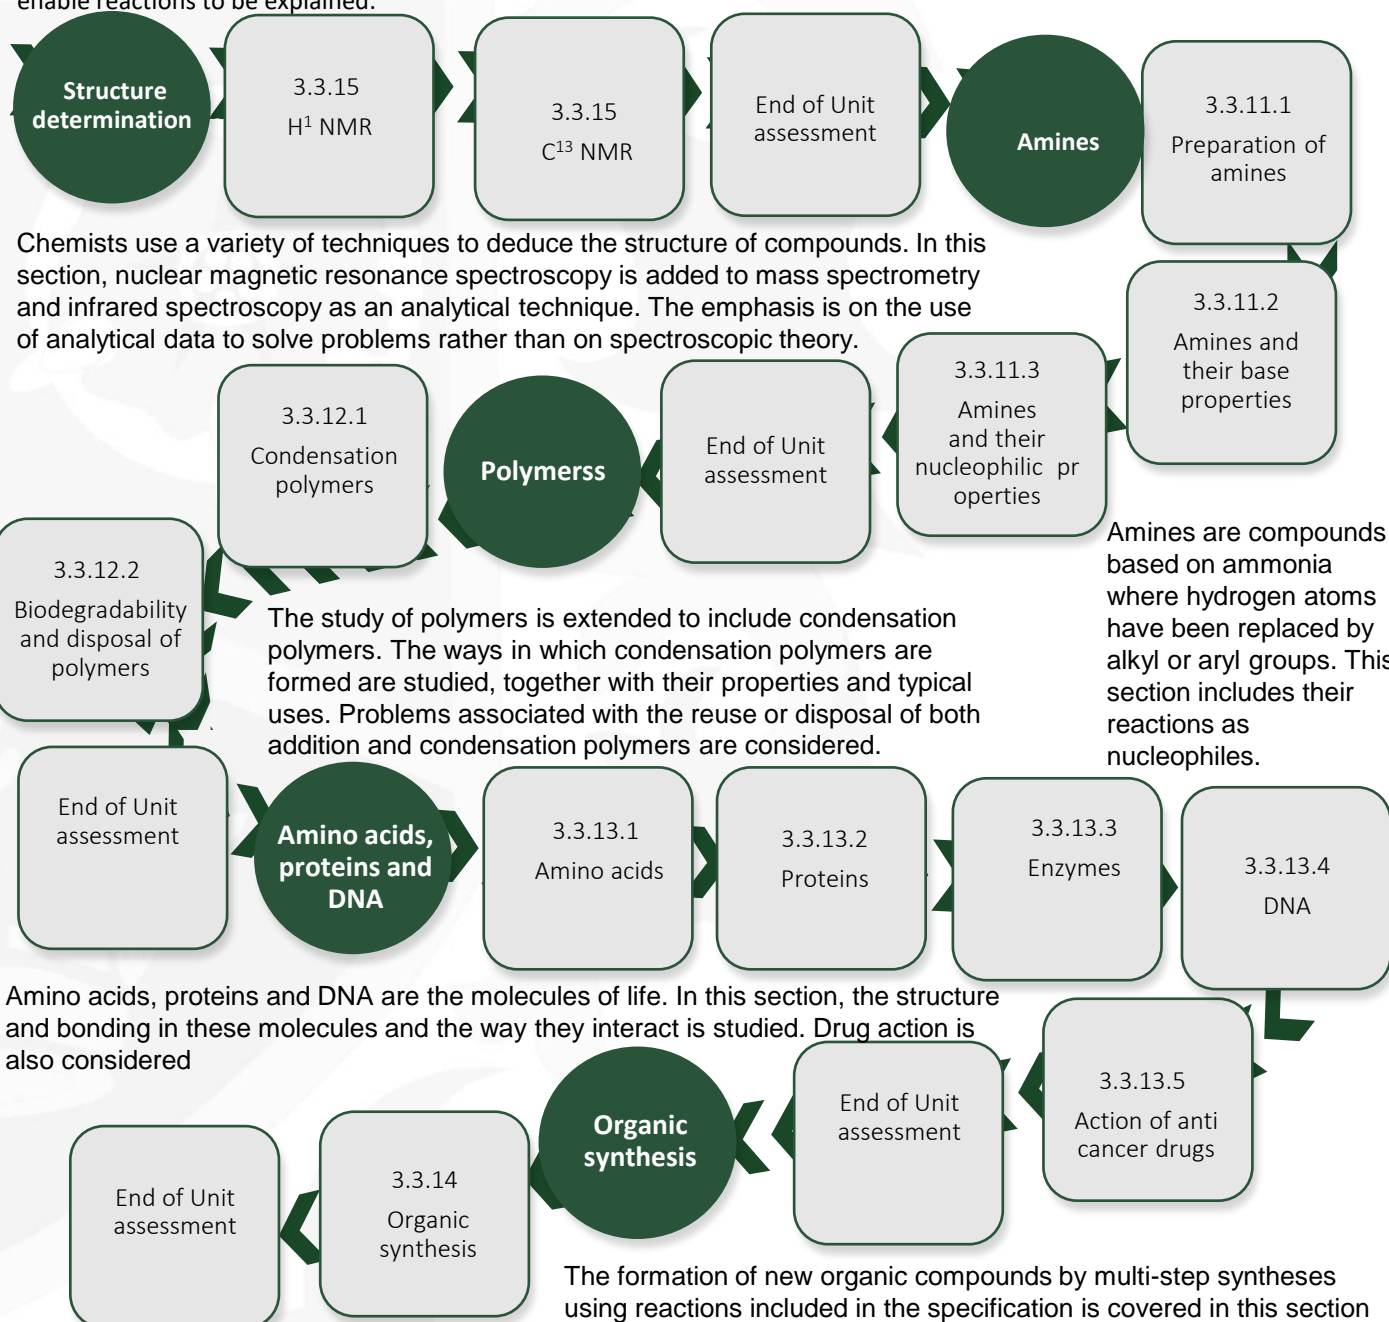 enable reactions to be explained.
Structure
determination
3.3.15
H¹ NMR
3.3.15
C¹³ NMR
End of Unit
assessment
Amines
3.3.11.1
Preparation of
amines
Chemists use a variety of techniques to deduce the structure of compounds. In this
section, nuclear magnetic resonance spectroscopy is added to mass spectrometry
and infrared spectroscopy as an analytical technique. The emphasis is on the use
of analytical data to solve problems rather than on spectroscopic theory.
3.3.11.2
Amines and
their base
properties
3.3.11.3
Amines
and their
nucleophilic pr
operties
End of Unit
assessment
Polymerss
3.3.12.1
Condensation
polymers
3.3.12.2
Biodegradability
and disposal of
polymers
Amines are compounds
based on ammonia
where hydrogen atoms
have been replaced by
alkyl or aryl groups. This
section includes their
reactions as
nucleophiles.
The study of polymers is extended to include condensation
polymers. The ways in which condensation polymers are
formed are studied, together with their properties and typical
uses. Problems associated with the reuse or disposal of both
addition and condensation polymers are considered.
End of Unit
assessment
Amino acids,
proteins and
DNA
3.3.13.1
Amino acids
3.3.13.2
Proteins
3.3.13.3
Enzymes
3.3.13.4
DNA
Amino acids, proteins and DNA are the molecules of life. In this section, the structure
and bonding in these molecules and the way they interact is studied. Drug action is
also considered
3.3.13.5
Action of anti
cancer drugs
End of Unit
assessment
Organic
synthesis
3.3.14
Organic
synthesis
End of Unit
assessment
The formation of new organic compounds by multi-step syntheses
using reactions included in the specification is covered in this section